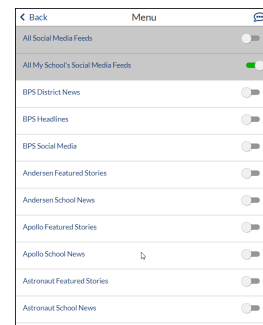 Back Menu
All Social Media Feeds
All My School's Social Media Feeds
BPS District News
BPS Headlines
BPS Social Media
Andersen Featured Stories
Andersen School News
Apollo Featured Stories
Apollo School News
Astronaut Featured Stories
Astronaut School News